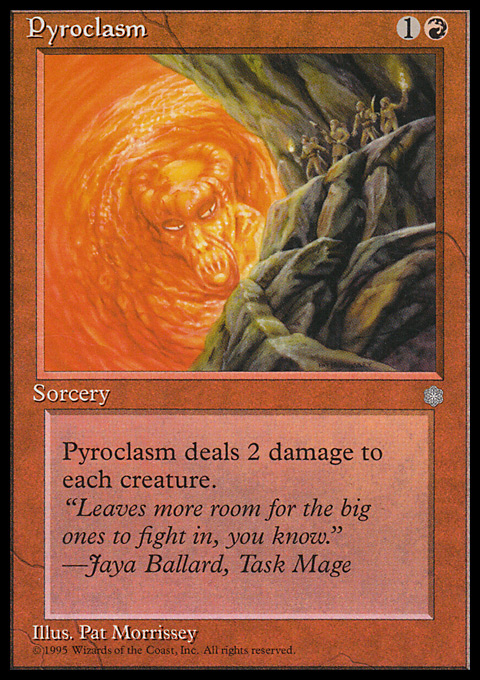 Pyroclasm 1
Sorcery
Pyroclasm deals 2 damage to
each creature.
“Leaves more room for the big
ones to fight in, you know.”
—Jaya Ballard, Task Mage
Illus. Pat Morrissey
©1995 Wizards of the Coast, Inc. All rights reserved.